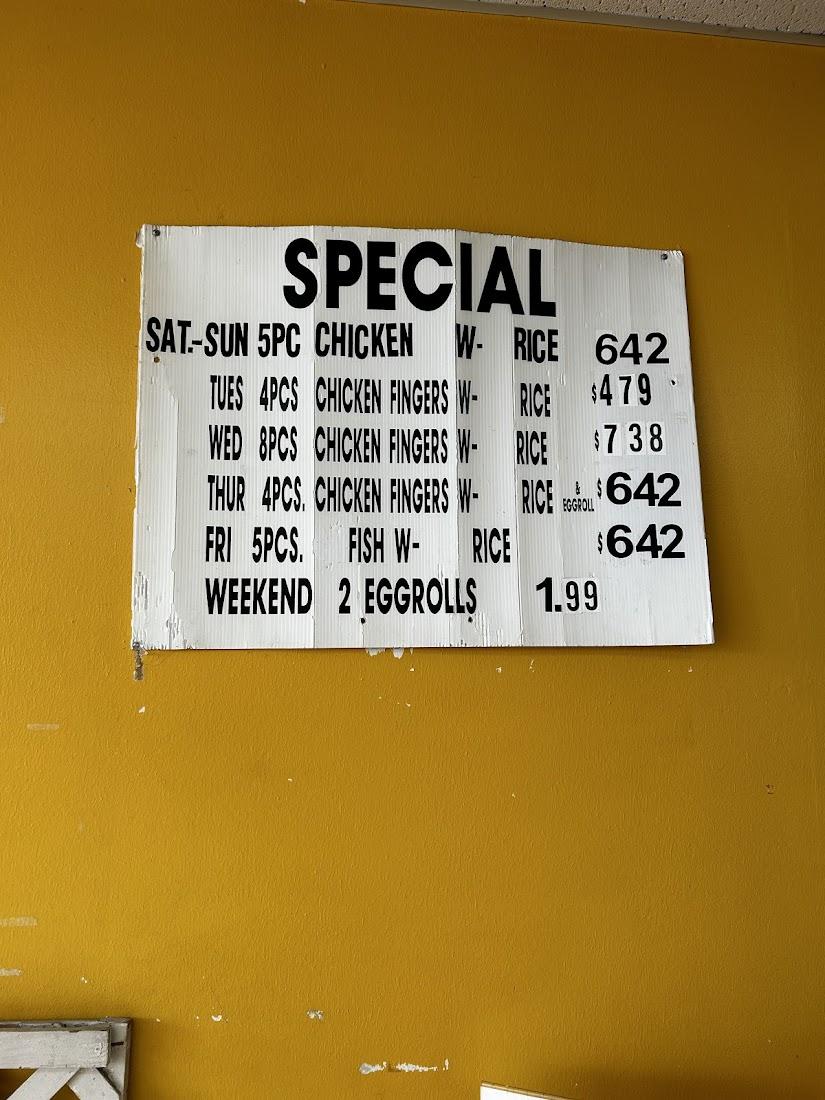 SPECIAL
SAT.-SUN 5PC CHICKEN W- RICE 642
TUES 4PCS CHICKEN FINGERS W- RICE $479
WED 8PCS CHICKEN FINGERS W- RICE $738
THUR 4PCS. CHICKEN FINGERS W- RICE & EGGROLL $642
FRI 5PCS. FISH W- RICE $642
WEEKEND 2 EGGROLLS 1.99